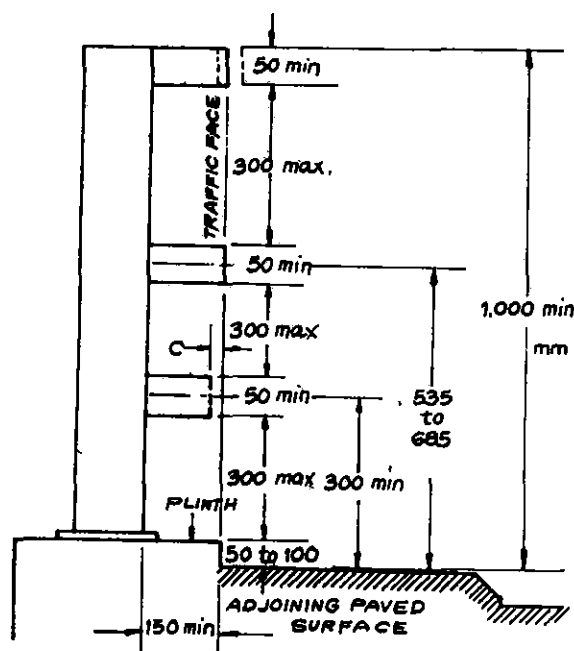 50 min
TRAFFIC FACE
300 max.
50 min
1,000 min
mm
300 max
C
50 min
535
to
685
300 max
300 min
PLINTH
50 to 100
ADJOINING PAVED
SURFACE
150 min